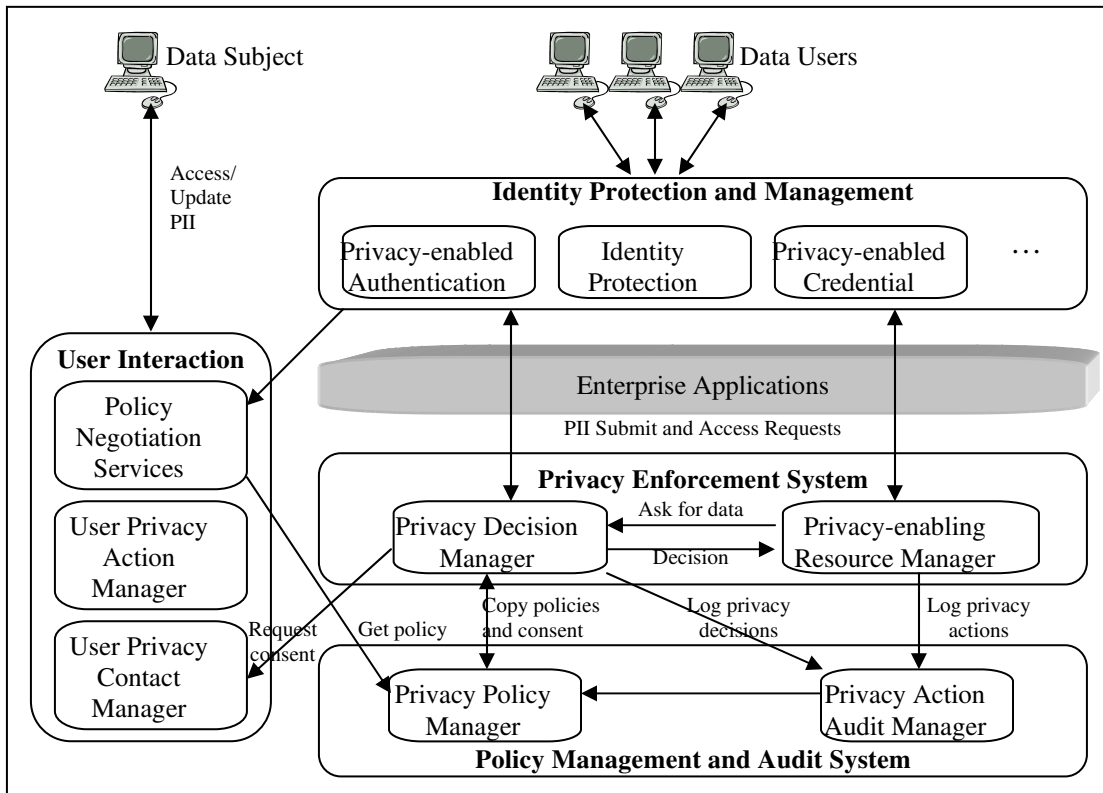 Data Subject
Data Users
Access/
Update
PII
Identity Protection and Management
Privacy-enabled
Authentication
Identity
Protection
Privacy-enabled
Credential
…
User Interaction
Policy
Negotiation
Services
User Privacy
Action
Manager
User Privacy
Contact
Manager
Enterprise Applications
PII Submit and Access Requests
Privacy Enforcement System
Privacy Decision
Manager
Ask for data
Decision
Privacy-enabling
Resource Manager
Request
consent
Get policy
Copy policies
and consent
Log privacy
decisions
Log privacy
actions
Privacy Policy
Manager
Privacy Action
Audit Manager
Policy Management and Audit System